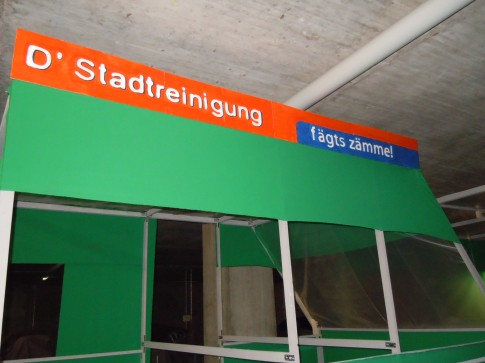 D' Stadtreinigung
fägts zämme!